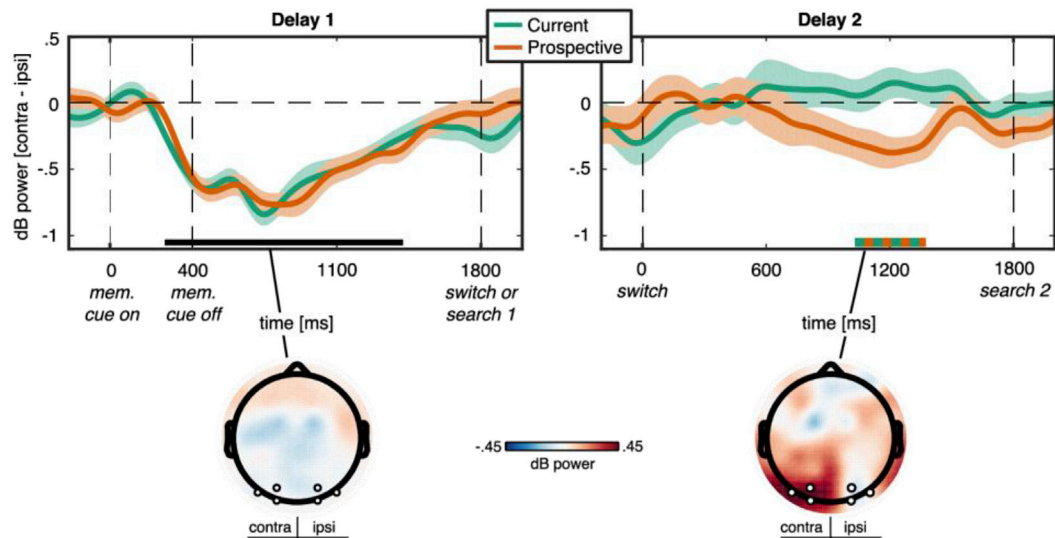 Delay 1
Delay 2
Current
Prospective
dB power [contra - ipsi]
.5
0
-.5
-1
0 400 1100 1800
mem. cue on
mem. cue off
switch or search 1
0 600 1200 1800
switch
search 2
time [ms]
time [ms]
-.45 .45
dB power
contra ipsi
contra ipsi